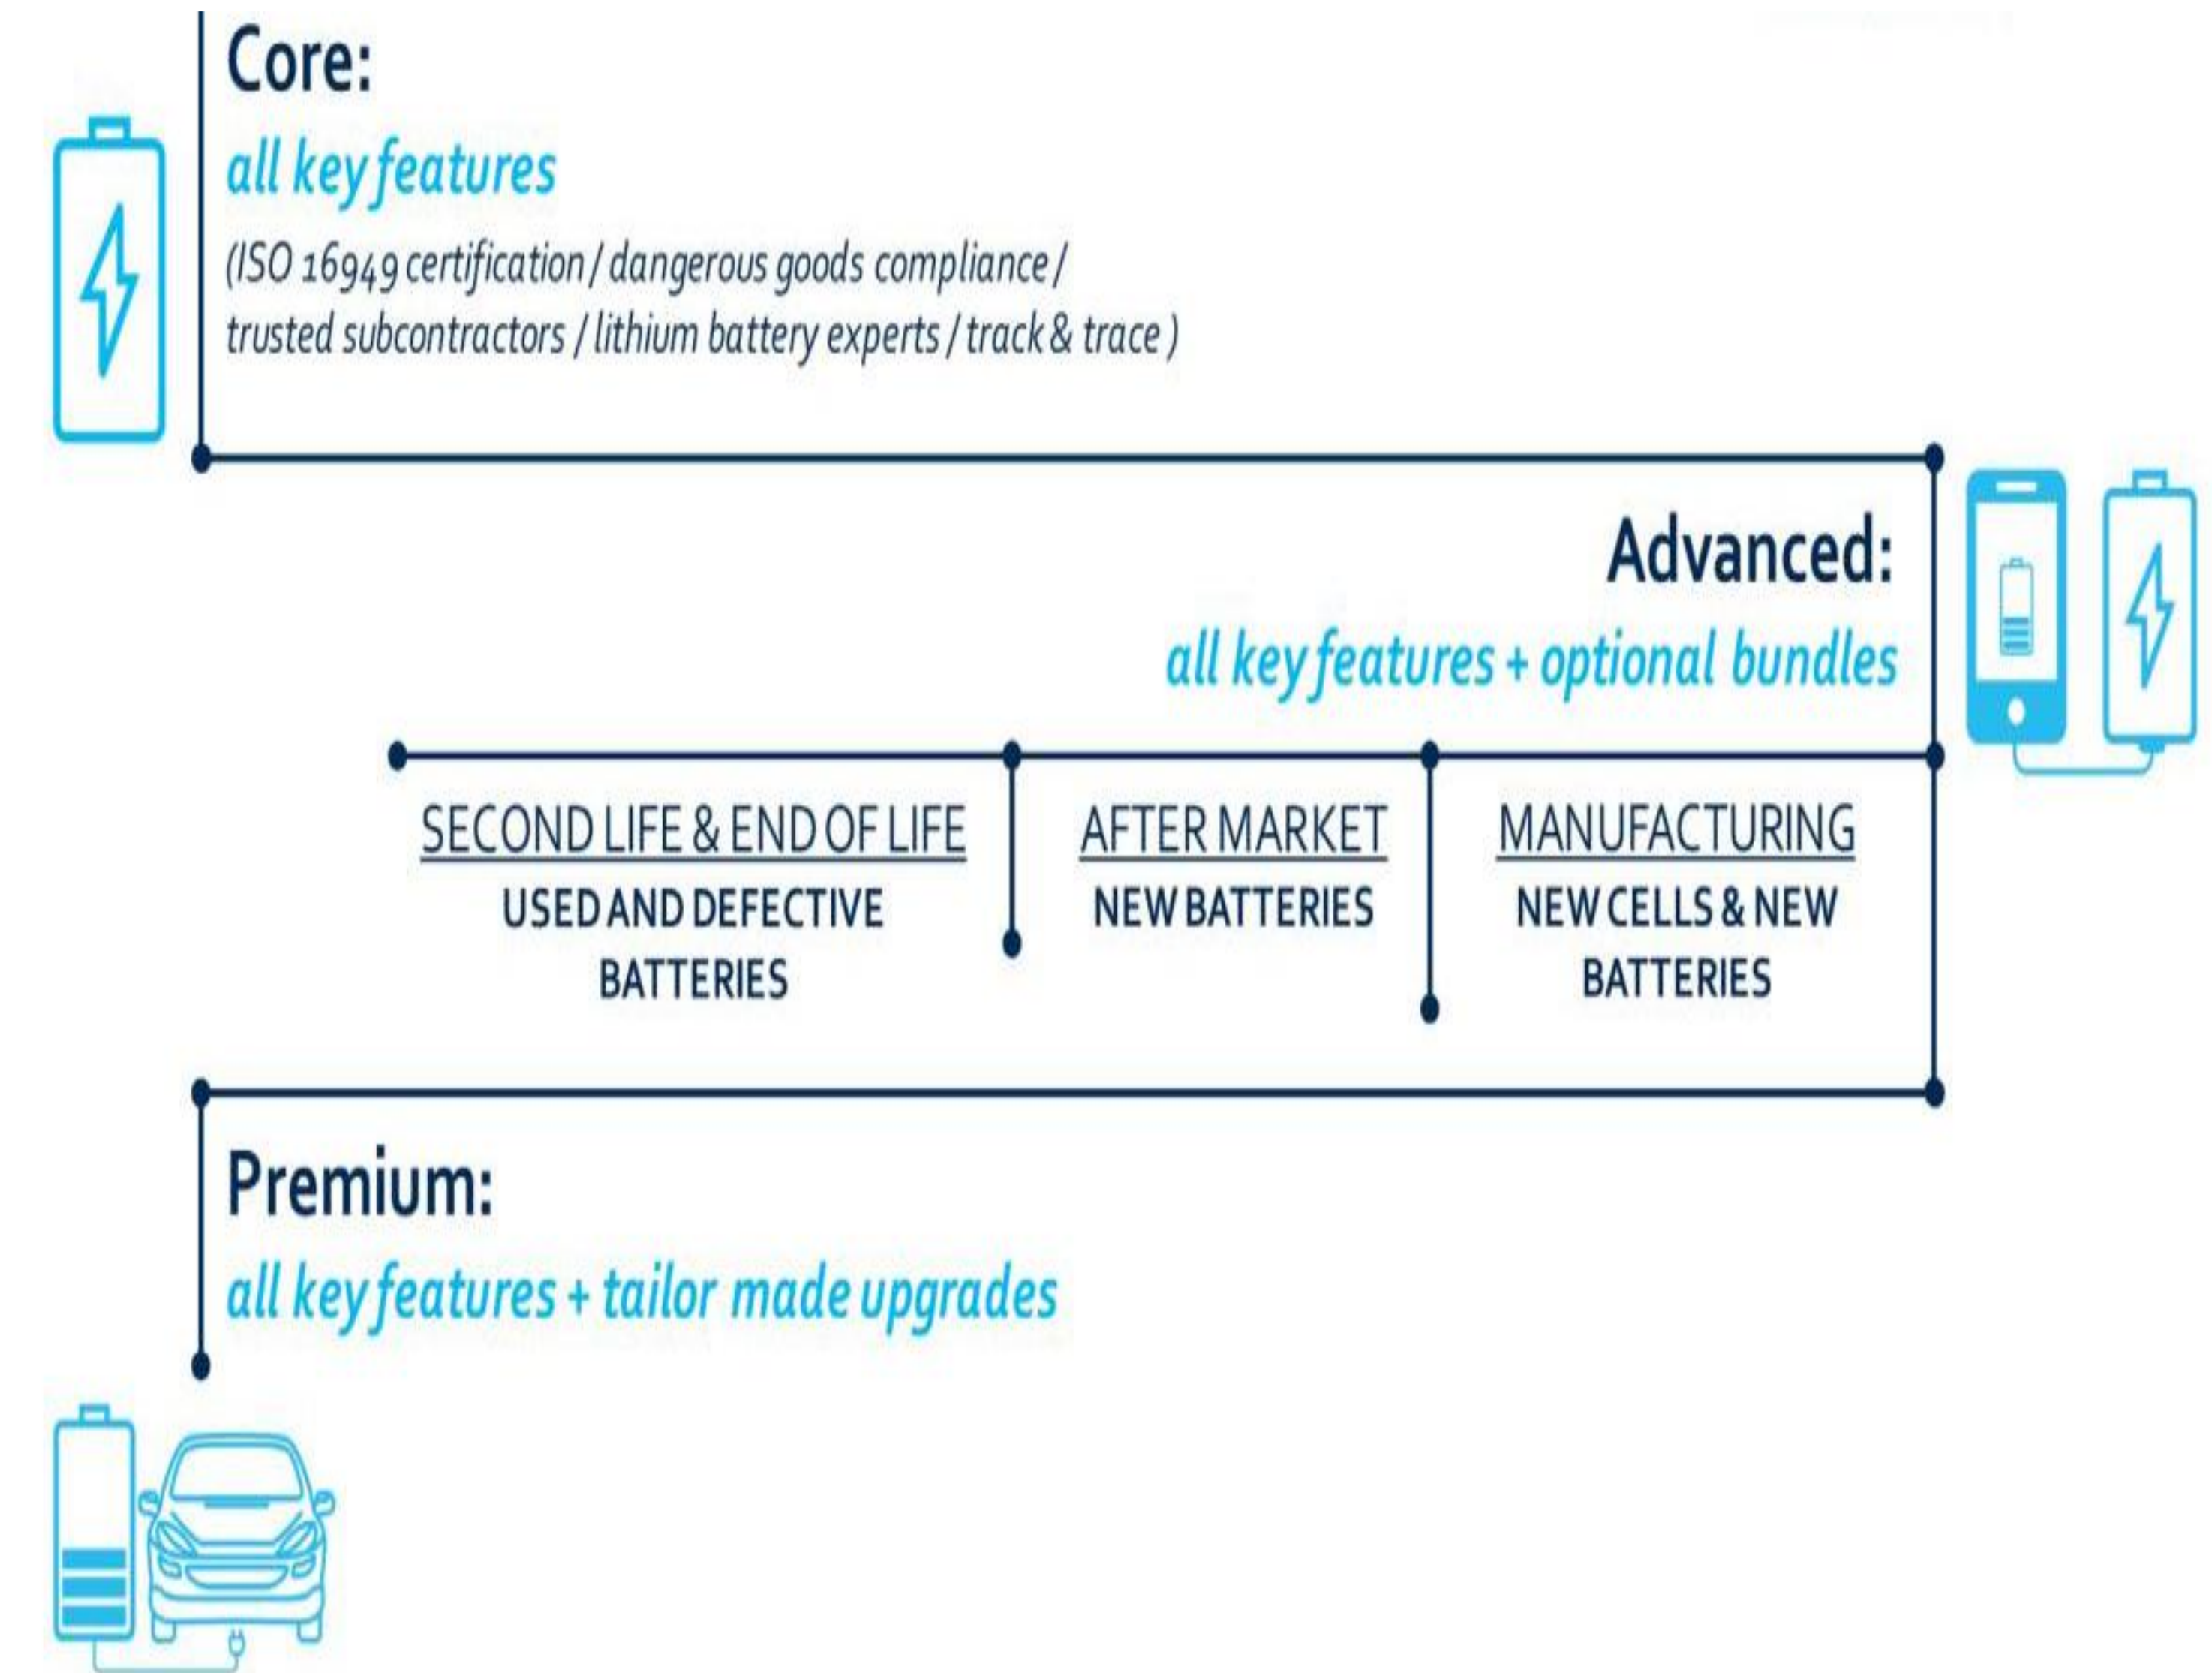 Core:
all key features
(ISO 16949 certification / dangerous goods compliance /
trusted subcontractors / lithium battery experts / track & trace )
Advanced:
all key features + optional bundles
SECOND LIFE & END OF LIFE
USED AND DEFECTIVE
BATTERIES
AFTER MARKET
NEW BATTERIES
MANUFACTURING
NEW CELLS & NEW
BATTERIES
Premium:
all key features + tailor made upgrades